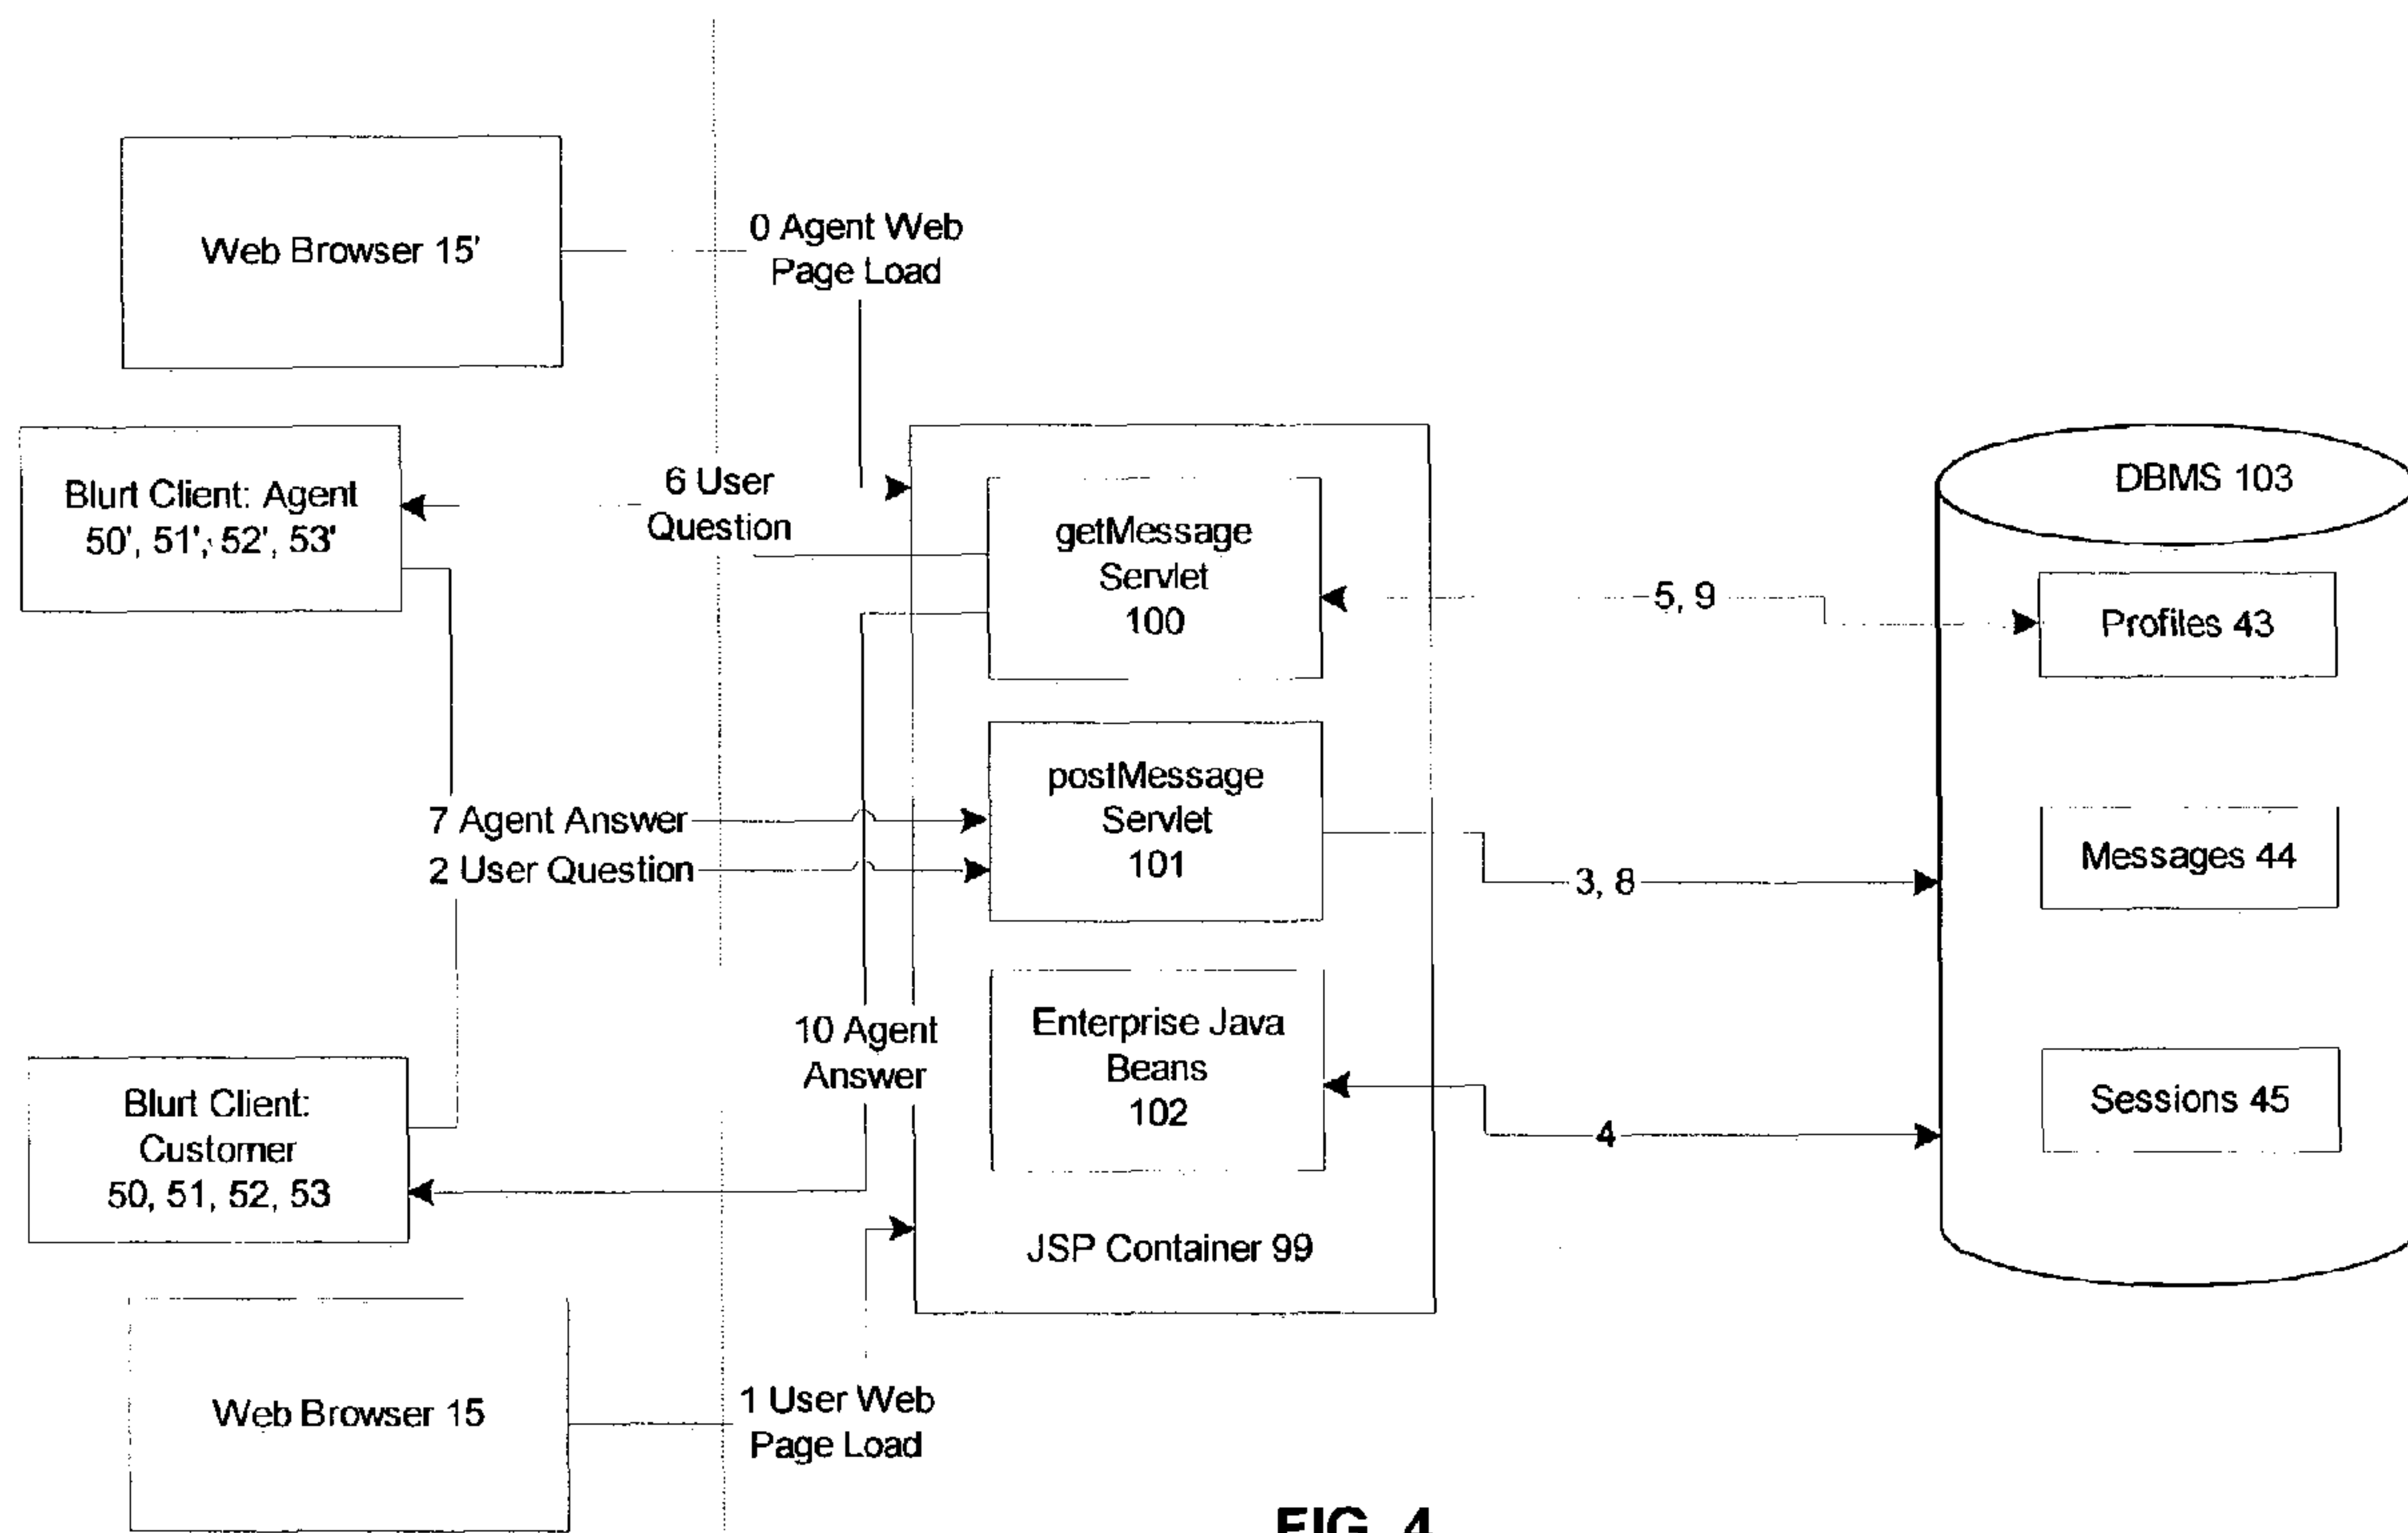 0 Agent Web
Page Load
Web Browser 15'
Blurt Client: Agent
50', 51', 52', 53'
6 User
Question
getMessage
Servlet
100
5, 9
DBMS 103
Profiles 43
7 Agent Answer
2 User Question
postMessage
Servlet
101
3, 8
Messages 44
10 Agent
Answer
Enterprise Java
Beans
102
4
Sessions 45
Blurt Client:
Customer
50, 51, 52, 53
JSP Container 99
Web Browser 15
1 User Web
Page Load
FIG. 4